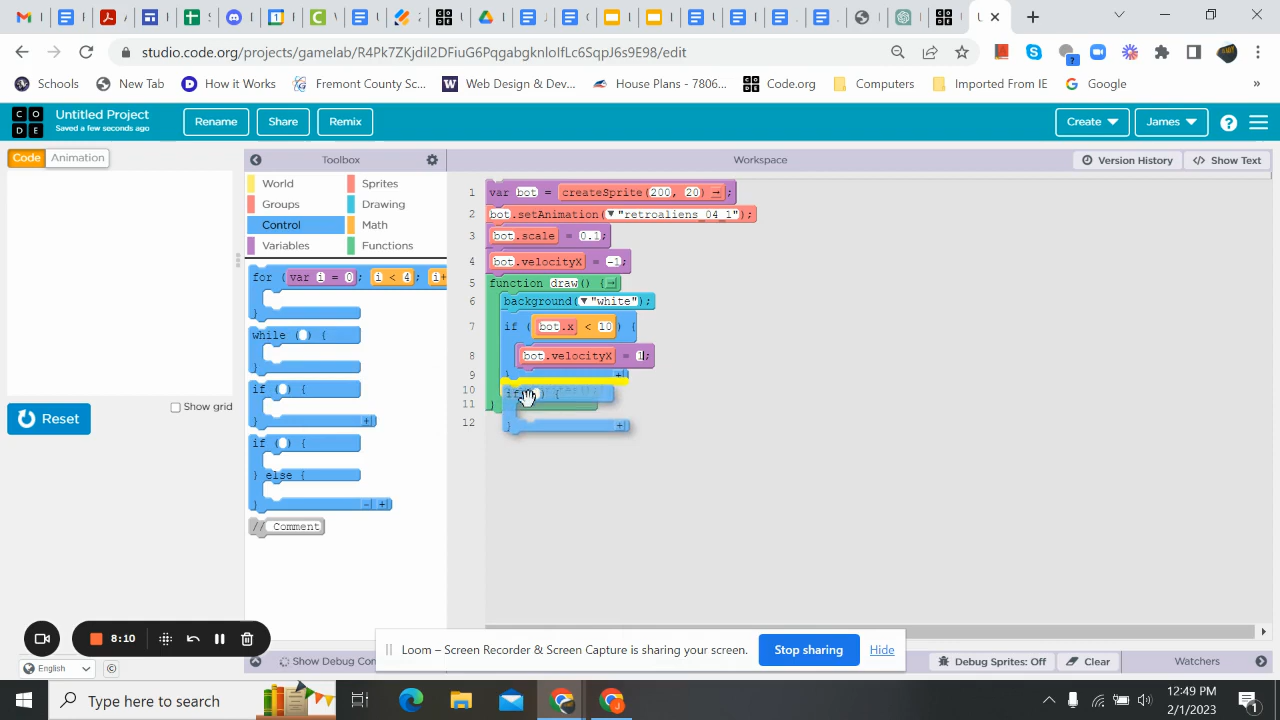 studio.code.org/projects/gamelab/R4Pk7ZKjdil2DFiuG6PqgabgknloIfLc6SqpJ6s9E98/edit
Schools
New Tab
How it Works
Fremont County Sc...
Web Design & Dev...
House Plans - 7806...
Code.org
Computers
Imported From IE
Google
»
CODE
Untitled Project
Saved a few seconds ago
Rename
Share
Remix
Create
James
Code
Animation
Toolbox
Workspace
Version History
</> Show Text
World
Sprites
Groups
Drawing
Control
Math
Variables
Functions
for ( var i = 0 ; i < 4 ; i+
}
while ( ) {
}
if ( ) {
}
if ( ) {
} else {
}
// Comment
1 var bot = createSprite(200, 20);
2 bot.setAnimation("retroaliens_04_1");
3 bot.scale = 0.1;
4 bot.velocityX = -1;
5 function draw() {
6 background("white");
7 if (bot.x < 10) {
8 bot.velocityX = 1;
9 }
10
if ( ) {
11 }
}
12
Reset
Show grid
8:10
Loom – Screen Recorder & Screen Capture is sharing your screen.
Stop sharing
Hide
English
Show Debug Con
Debug Sprites: Off
Clear
Watchers
Type here to search
12:49 PM
2/1/2023